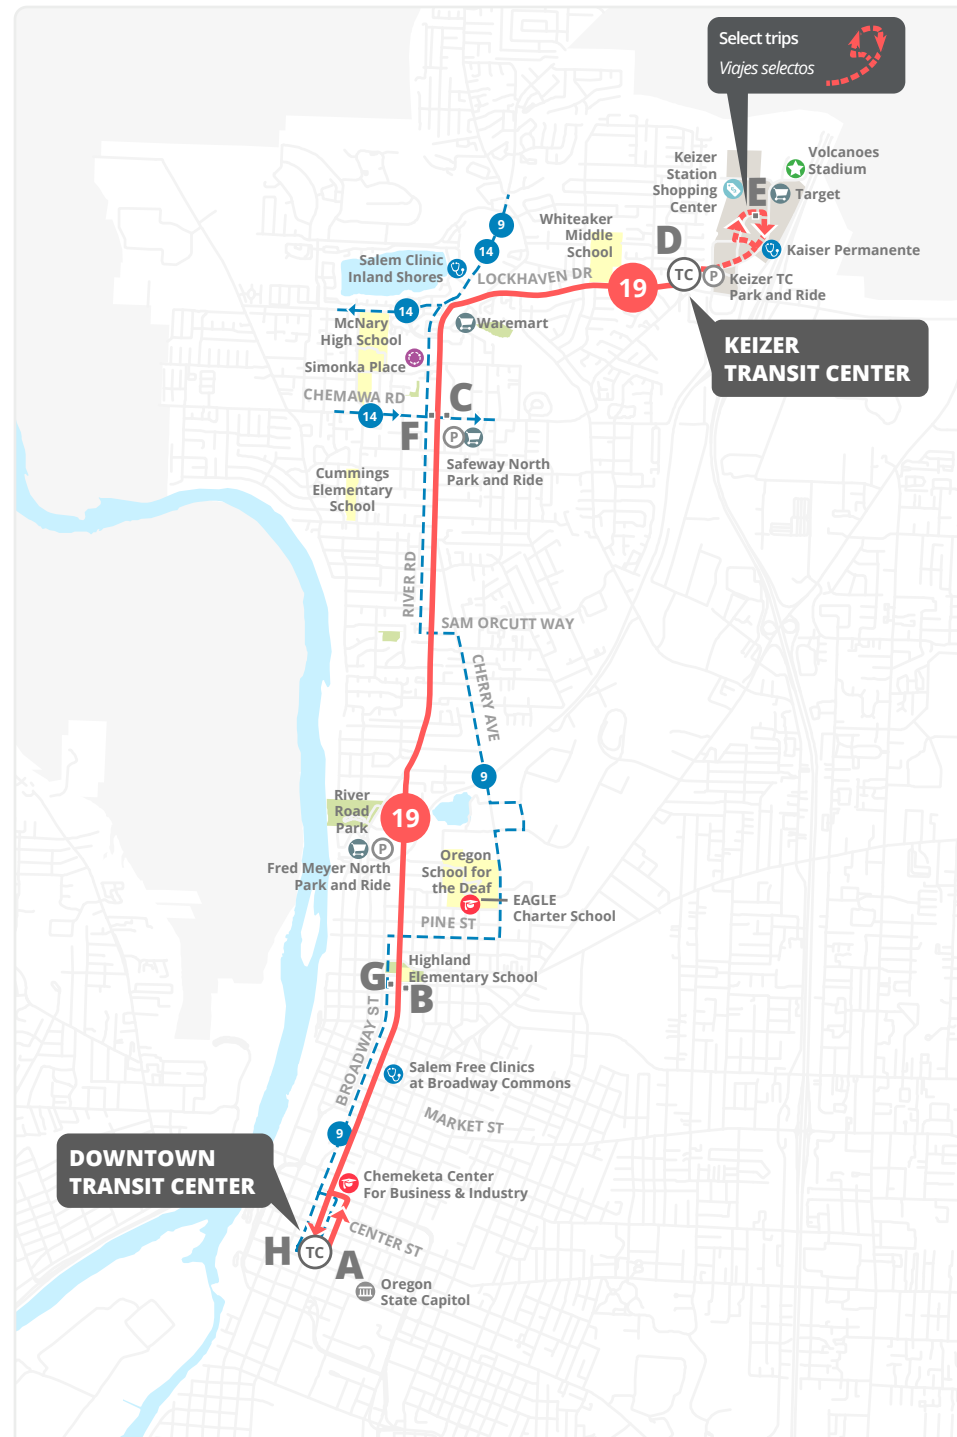 Select trips
Viajes selectos
Volcanoes
Stadium
Keizer
Station
Shopping
Center
E
Target
Whiteaker
Middle
School
9
14
D
Kaiser Permanente
Salem Clinic
Inland Shores
LOCKHAVEN DR
19
TC
P
Keizer TC
Park and Ride
14
McNary
High School
Waremart
KEIZER
TRANSIT CENTER
Simonka Place
CHEMAWA RD
C
14
F
P
Safeway North
Park and Ride
Cummings
Elementary
School
RIVER RD
SAM ORCUTT WAY
CHERRY AVE
9
River
Road
Park
19
P
Fred Meyer North
Park and Ride
Oregon
School for
the Deaf
EAGLE
Charter School
PINE ST
Highland
Elementary School
G
B
BROADWAY ST
Salem Free Clinics
at Broadway Commons
MARKET ST
9
DOWNTOWN
TRANSIT CENTER
Chemeketa Center
For Business & Industry
CENTER ST
H
TC
A
Oregon
State Capitol